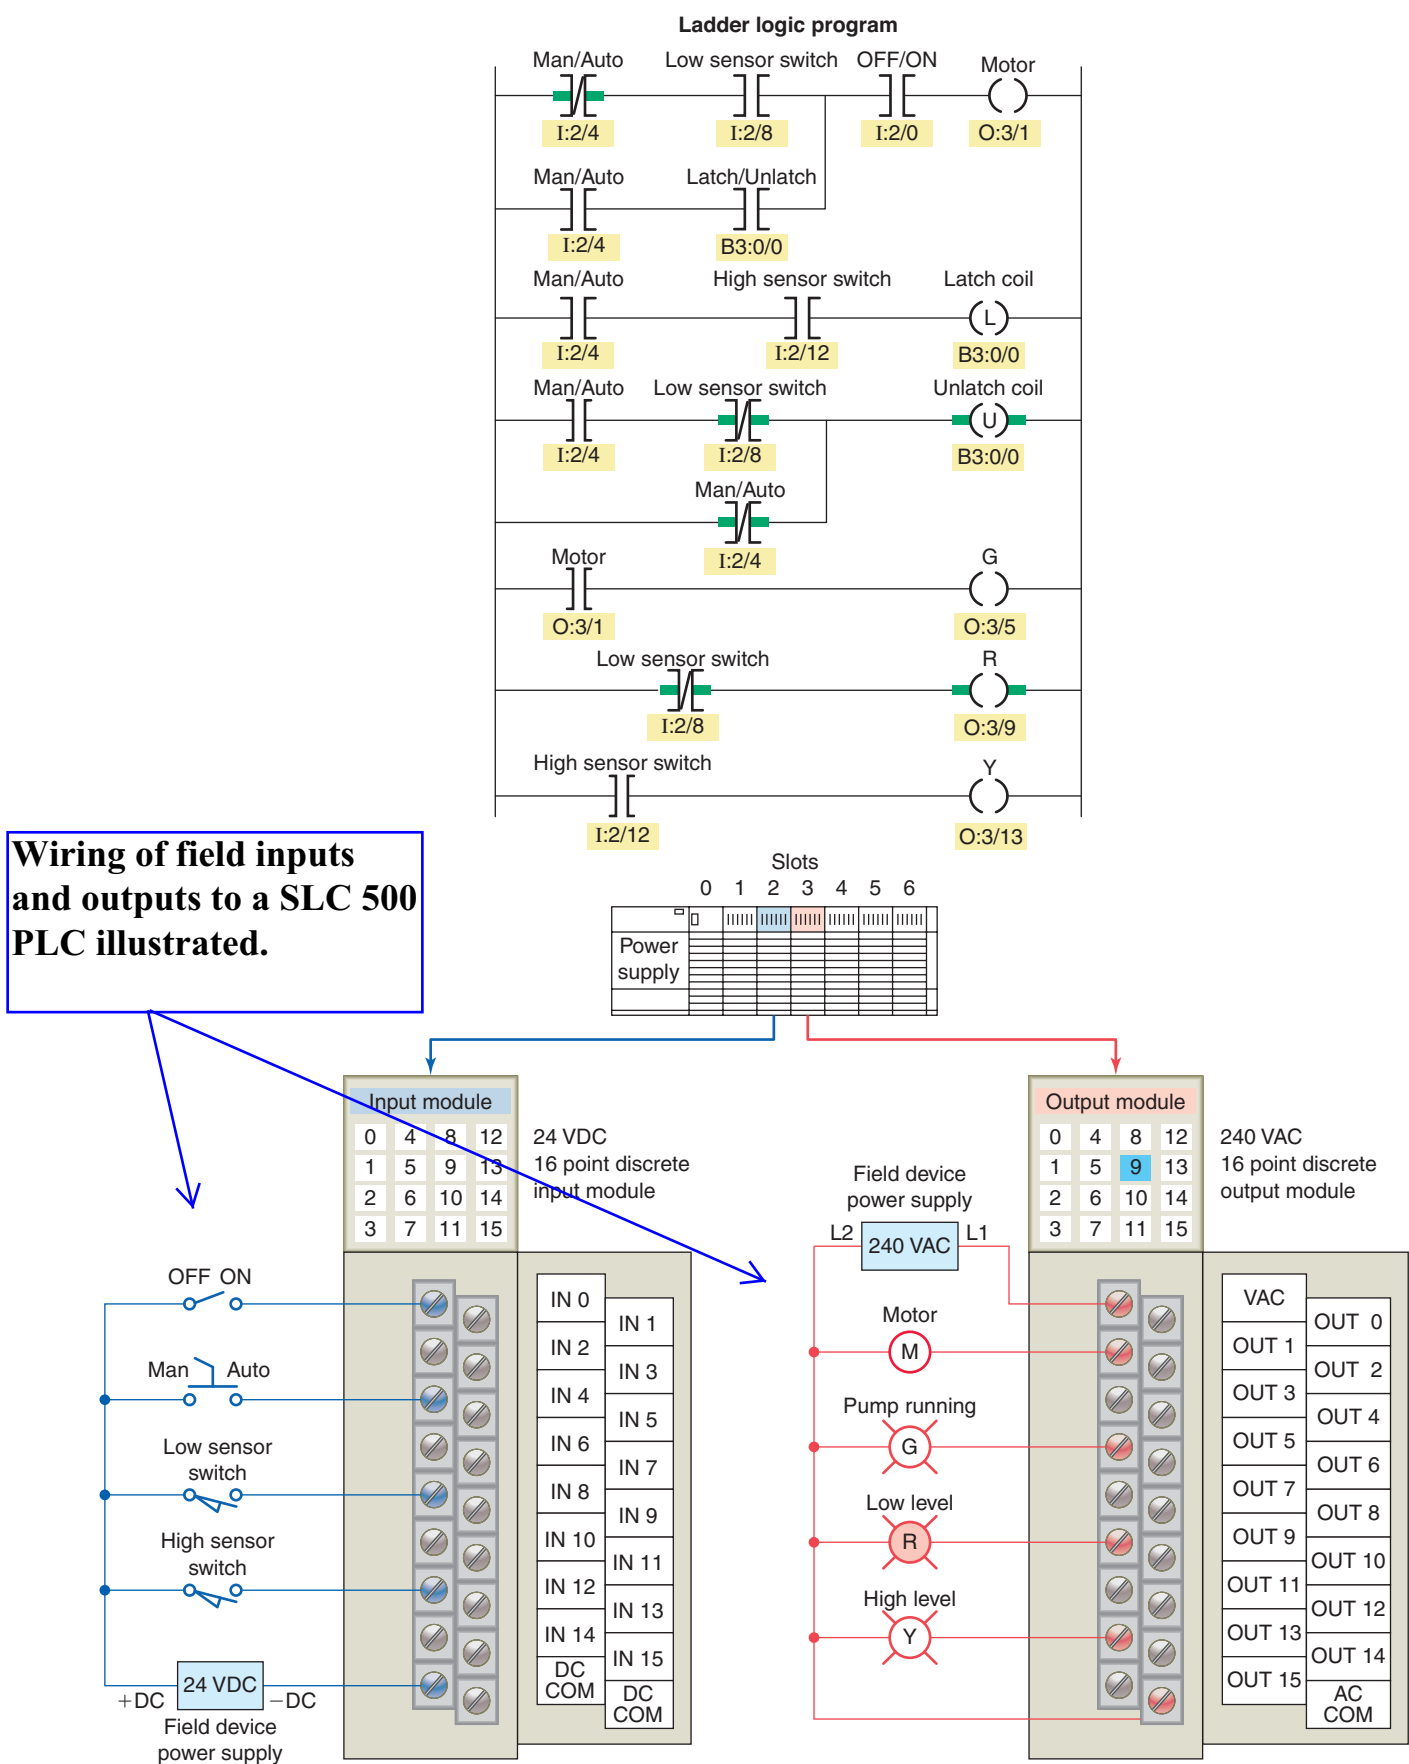 Ladder logic program
Man/Auto Low sensor switch OFF/ON Motor
I:2/4 I:2/8 I:2/0 O:3/1
Man/Auto Latch/Unlatch
I:2/4 B3:0/0
Man/Auto High sensor switch Latch coil
L
I:2/4 I:2/12 B3:0/0
Man/Auto Low sensor switch Unlatch coil
U
I:2/4 I:2/8 B3:0/0
Man/Auto
I:2/4
Motor G
O:3/1 O:3/5
Low sensor switch R
I:2/8 O:3/9
High sensor switch Y
I:2/12 O:3/13
Wiring of field inputs
and outputs to a SLC 500
PLC illustrated.
Slots
0 1 2 3 4 5 6
Power
supply
Input module
0 4 8 12
1 5 9 13
2 6 10 14
3 7 11 15
24 VDC
16 point discrete
input module
OFF ON
Man Auto
Low sensor
switch
High sensor
switch
+DC 24 VDC −DC
Field device
power supply
IN 0
IN 1
IN 2
IN 3
IN 4
IN 5
IN 6
IN 7
IN 8
IN 9
IN 10
IN 11
IN 12
IN 13
IN 14
IN 15
DC
COM
DC
COM
Field device
power supply
L2 240 VAC L1
Motor
M
Pump running
G
Low level
R
High level
Y
Output module
0 4 8 12
1 5 9 13
2 6 10 14
3 7 11 15
240 VAC
16 point discrete
output module
VAC
OUT 0
OUT 1
OUT 2
OUT 3
OUT 4
OUT 5
OUT 6
OUT 7
OUT 8
OUT 9
OUT 10
OUT 11
OUT 12
OUT 13
OUT 14
OUT 15
AC
COM